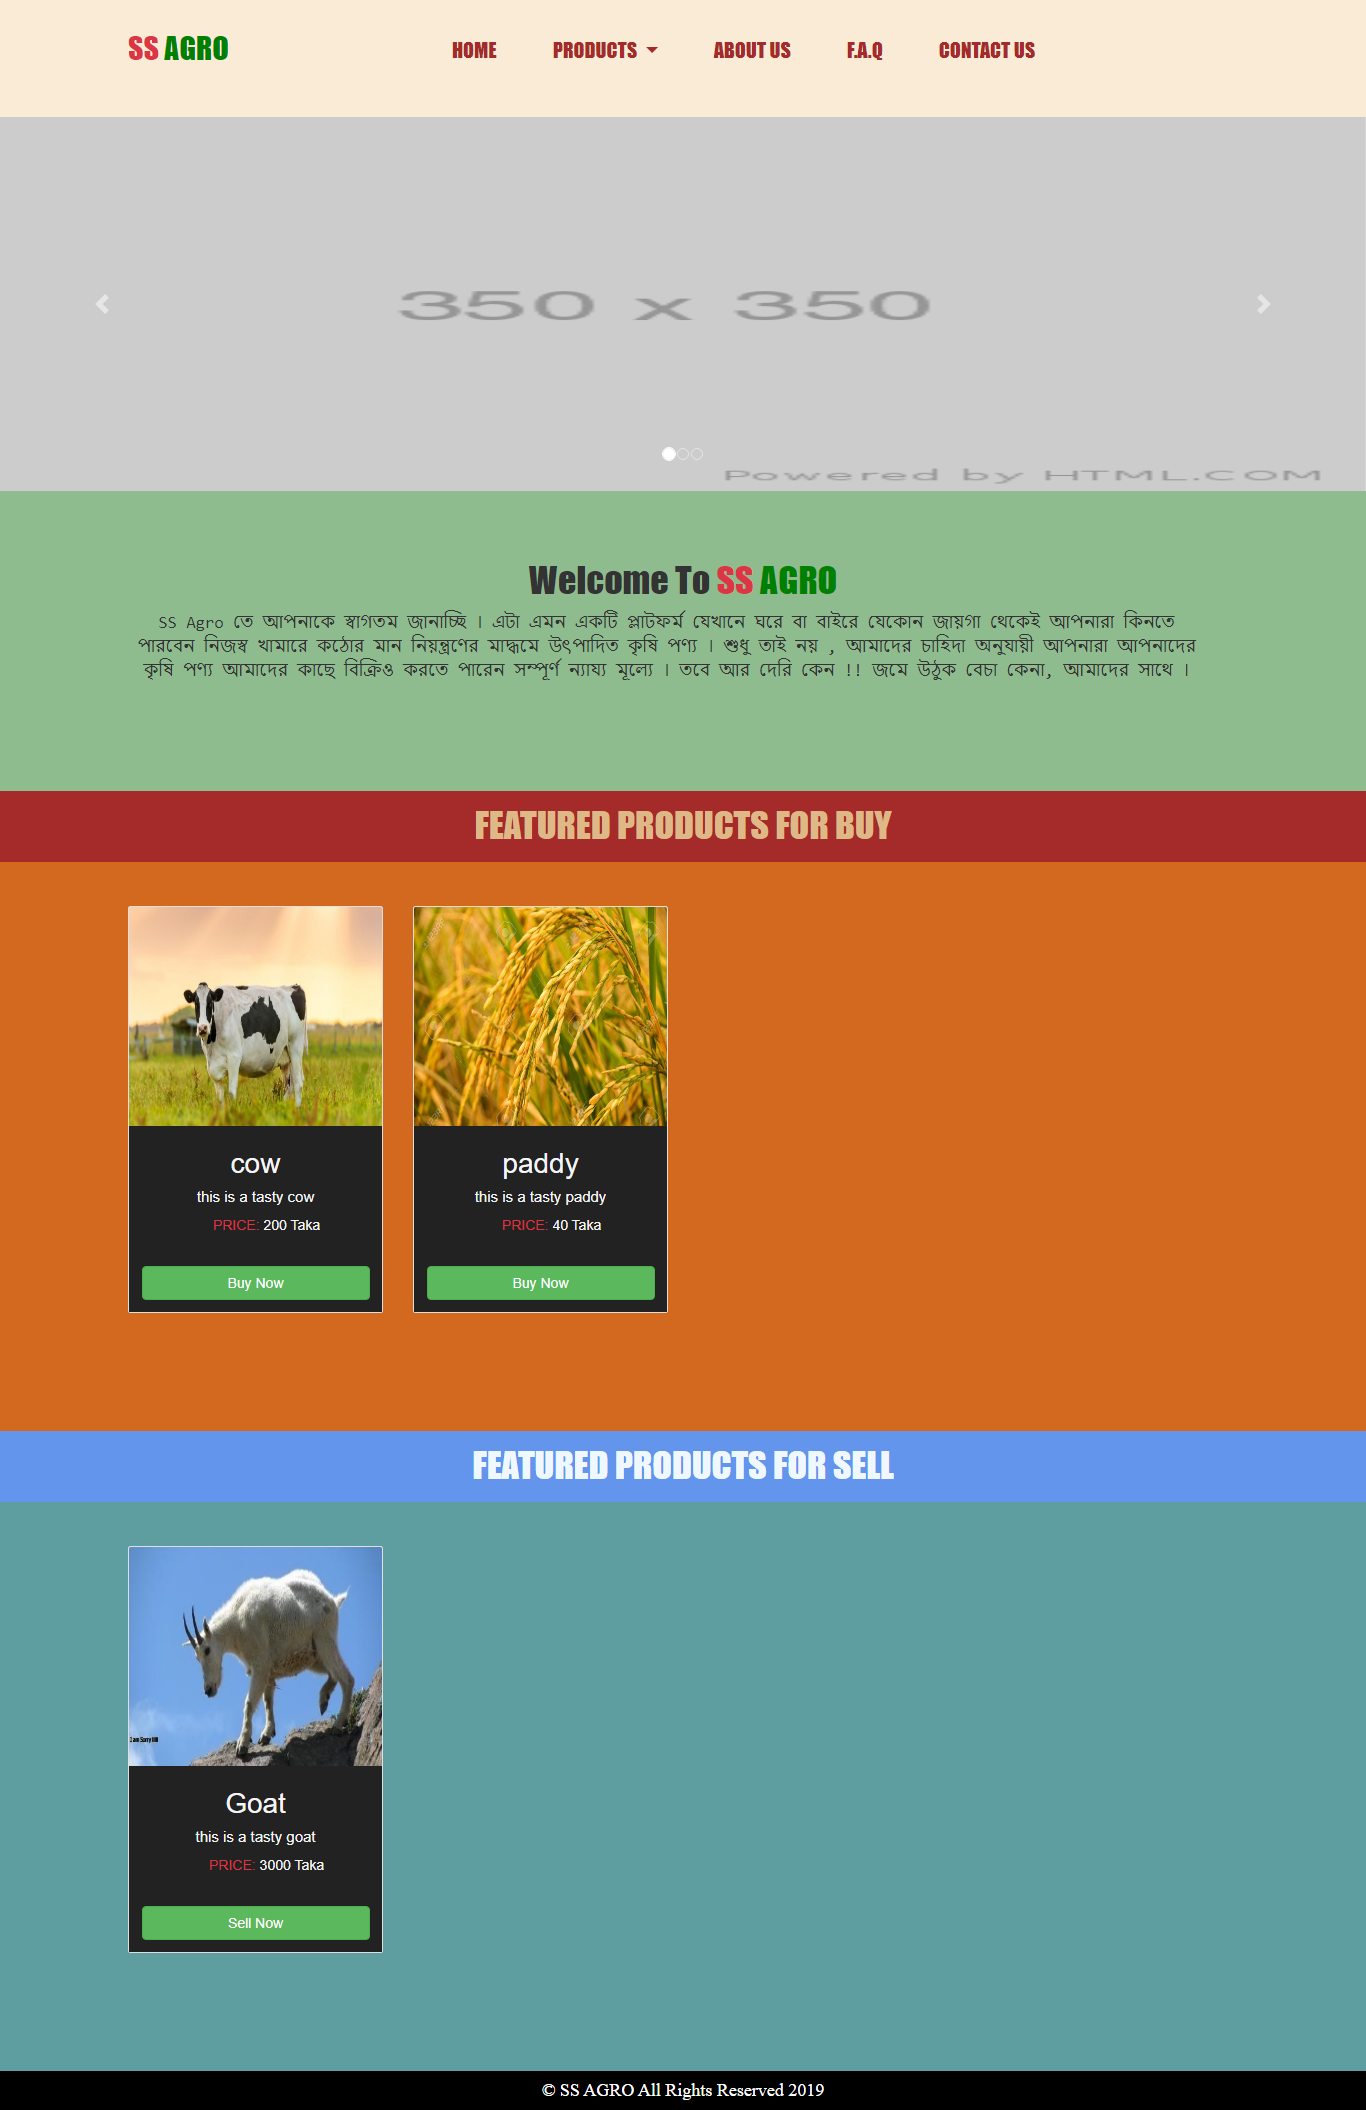 SS AGRO
HOME
PRODUCTS
ABOUT US
F.A.Q
CONTACT US
350 x 350
Powered by HTML.COM
Welcome To SS AGRO
SS Agro তে আপনাকে স্বাগতম জানাচ্ছি । এটা এমন একটি প্লাটফর্ম যেখানে ঘরে বা বাইরে যেকোন জায়গা থেকেই আপনারা কিনতে
পারবেন নিজস্ব খামারে কঠোর মান নিয়ন্ত্রণের মাদ্ধমে উৎপাদিত কৃষি পণ্য । শুধু তাই নয় , আমাদের চাহিদা অনুযায়ী আপনারা আপনাদের
কৃষি পণ্য আমাদের কাছে বিক্রিও করতে পারেন সম্পূর্ণ ন্যায্য মূল্যে । তবে আর দেরি কেন !! জমে উঠুক বেচা কেনা, আমাদের সাথে ।
FEATURED PRODUCTS FOR BUY
cow
this is a tasty cow
PRICE: 200 Taka
Buy Now
paddy
this is a tasty paddy
PRICE: 40 Taka
Buy Now
FEATURED PRODUCTS FOR SELL
Goat
this is a tasty goat
PRICE: 3000 Taka
Sell Now
© SS AGRO All Rights Reserved 2019